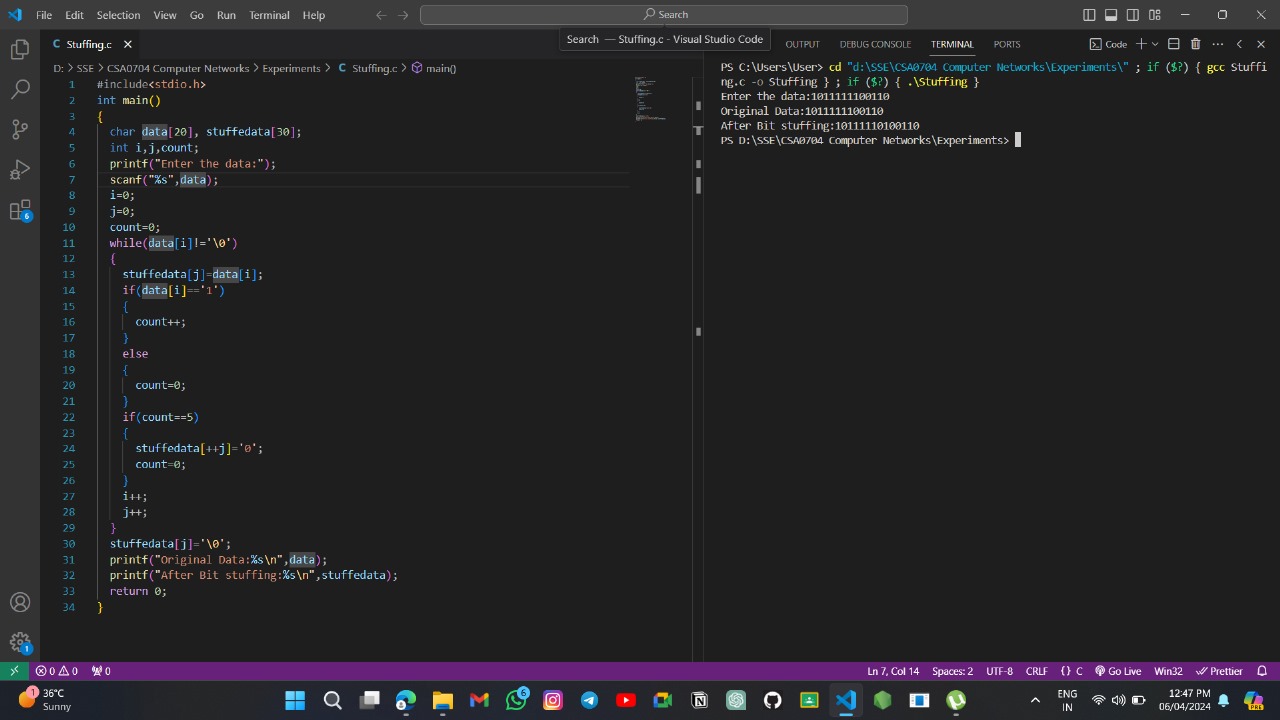 File Edit Selection View Go Run Terminal Help
Search
Search — Stuffing.c - Visual Studio Code
Stuffing.c
OUTPUT DEBUG CONSOLE TERMINAL PORTS
Code
D: > SSE > CSA0704 Computer Networks > Experiments > C Stuffing.c > main()
1 #include<stdio.h>
2 int main()
3 {
4 char data[20], stuffedata[30];
5 int i,j,count;
6 printf("Enter the data:");
7 scanf("%s",data);
8 i=0;
9 j=0;
10 count=0;
11 while(data[i]!='\0')
12 {
13 stuffedata[j]=data[i];
14 if(data[i]=='1')
15 {
16 count++;
17 }
18 else
19 {
20 count=0;
21 }
22 if(count==5)
23 {
24 stuffedata[++j]='0';
25 count=0;
26 }
27 i++;
28 j++;
29 }
30 stuffedata[j]='\0';
31 printf("Original Data:%s\n",data);
32 printf("After Bit stuffing:%s\n",stuffedata);
33 return 0;
34 }
PS C:\Users\User> cd "d:\SSE\CSA0704 Computer Networks\Experiments\" ; if ($?) { gcc Stuffi
ng.c -o Stuffing } ; if ($?) { .\Stuffing }
Enter the data:1011111100110
Original Data:1011111100110
After Bit stuffing:10111110100110
PS D:\SSE\CSA0704 Computer Networks\Experiments>
6
1
0 0 0
Ln 7, Col 14 Spaces: 2 UTF-8 CRLF {} C Go Live Win32 Prettier
1 36°C
Sunny
6
ENG
IN
12:47 PM
06/04/2024
PRE